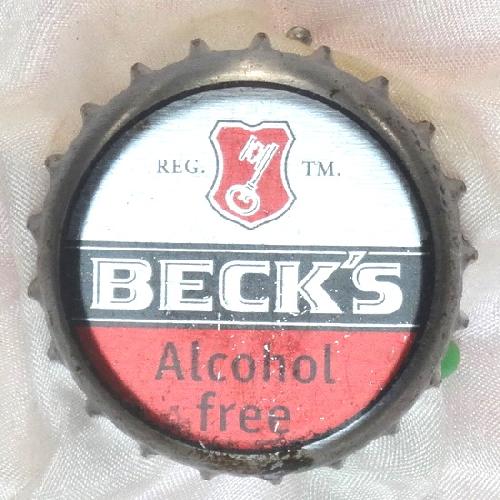 REG. TM.
BECK'S
Alcohol
free